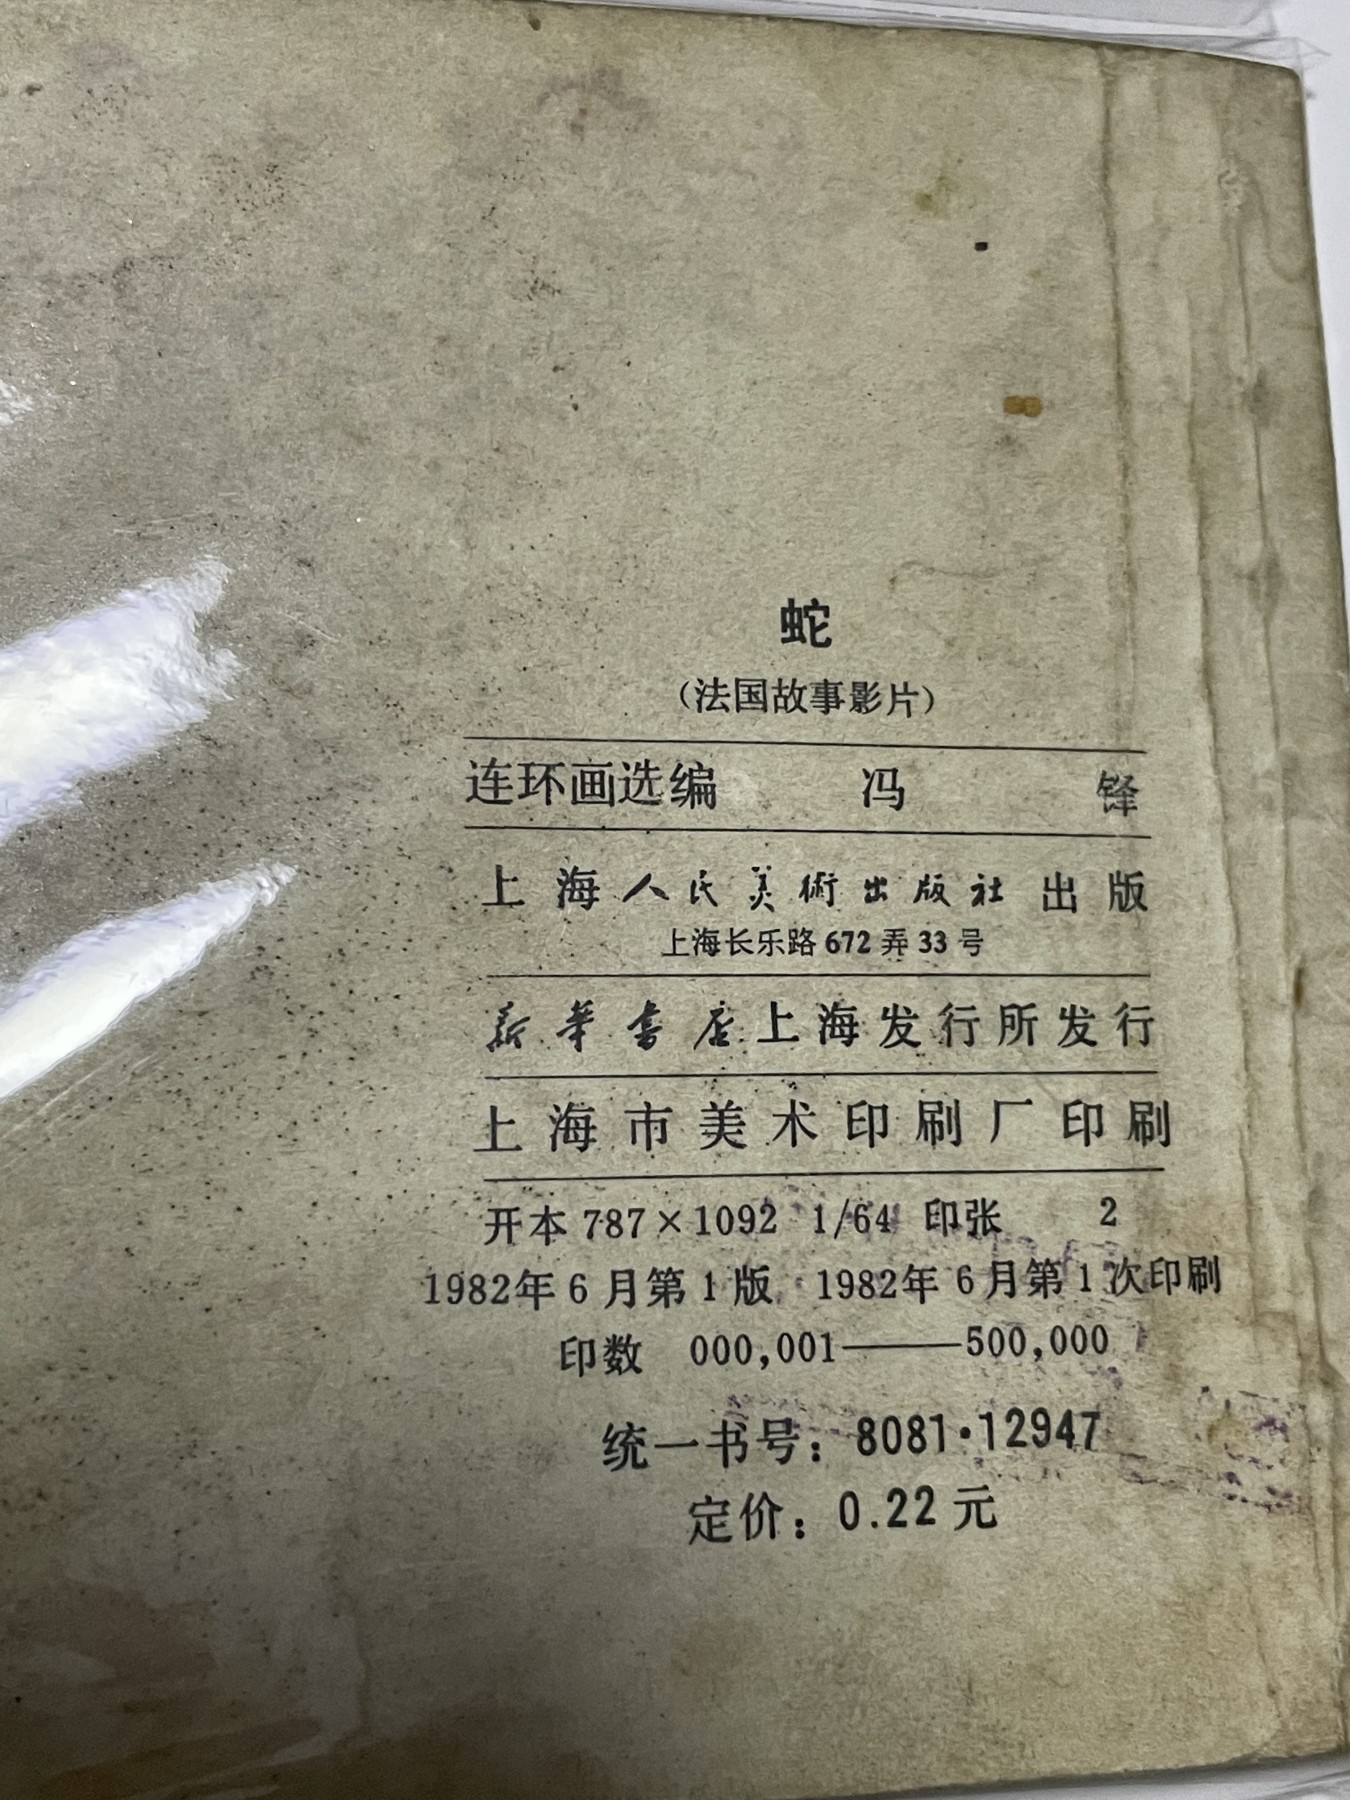 蛇
(法国故事影片)
连环画选编 冯 铎
上海人民美術出版社出版
上海长乐路672弄33号
新華書店上海发行所发行
上海市美术印刷厂印刷
开本 787×1092 1/64 印张 2
1982年6月第1版 1982年6月第1次印刷
印数 000,001——500,000
统一书号：8081·12947
定价：0.22元